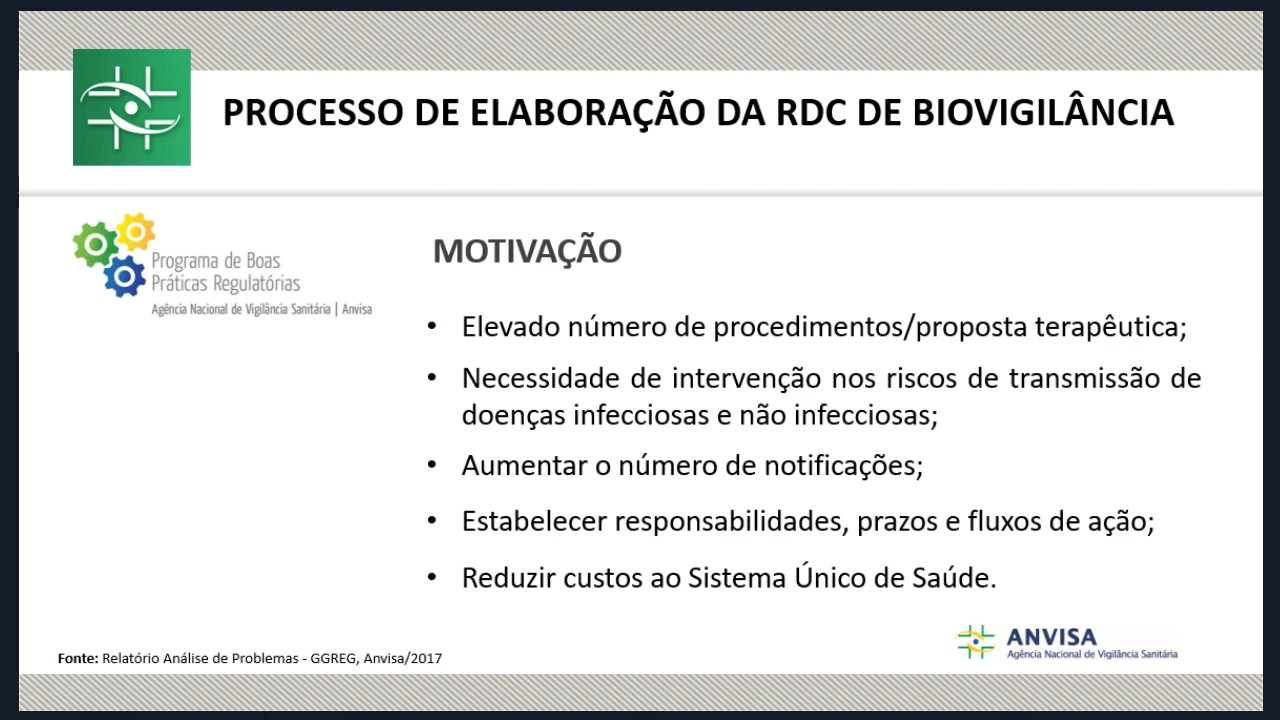 PROCESSO DE ELABORAÇÃO DA RDC DE BIOVIGILÂNCIA
Programa de Boas
Práticas Regulatórias
Agência Nacional de Vigilância Sanitária | Anvisa
MOTIVAÇÃO
• Elevado número de procedimentos/proposta terapêutica;
• Necessidade de intervenção nos riscos de transmissão de
doenças infecciosas e não infecciosas;
• Aumentar o número de notificações;
• Estabelecer responsabilidades, prazos e fluxos de ação;
• Reduzir custos ao Sistema Único de Saúde.
ANVISA
Agência Nacional de Vigilância Sanitária
Fonte: Relatório Análise de Problemas - GGREG, Anvisa/2017